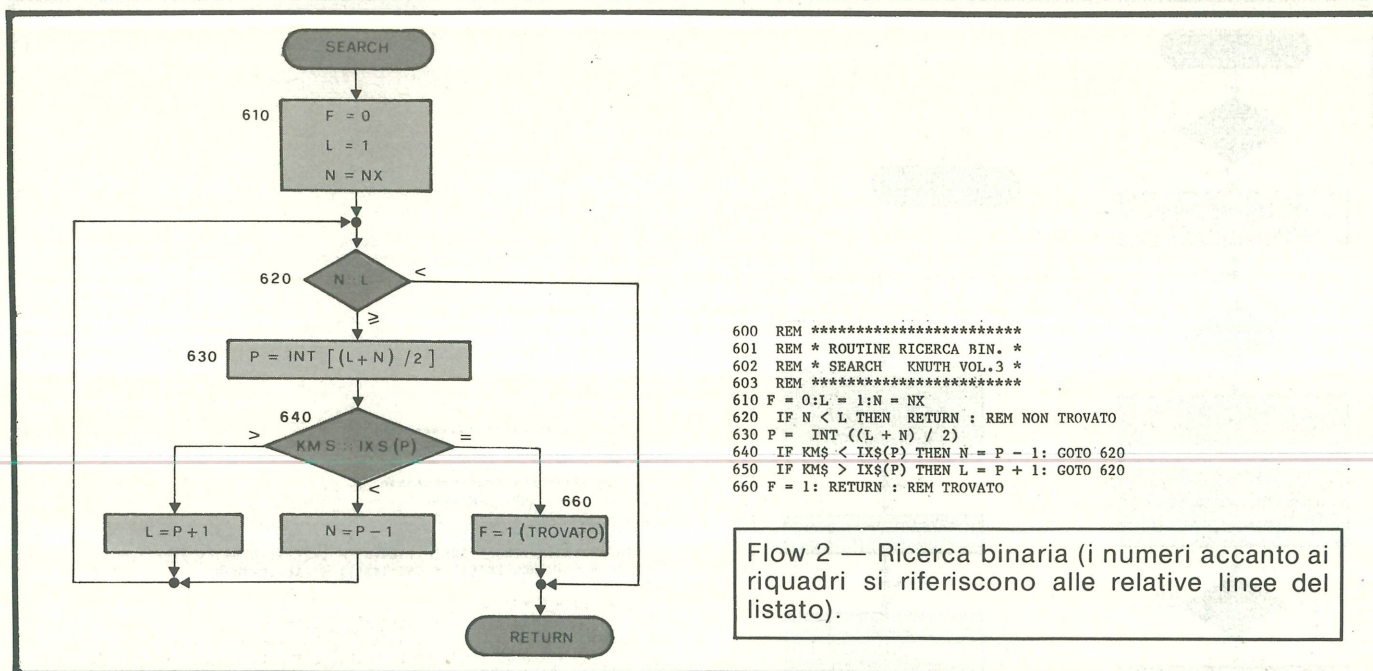 SEARCH
610
F = 0
L = 1
N = NX
620
N : L
<
≥
630
P = INT [(L+N) /2]
640
>
KM$ : IX$(P)
=
<
660
L=P+1
N=P-1
F=1 (TROVATO)
RETURN
600 REM ************************
601 REM * ROUTINE RICERCA BIN. *
602 REM * SEARCH   KNUTH VOL.3 *
603 REM ************************
610 F = 0:L = 1:N = NX
620 IF N < L THEN RETURN : REM NON TROVATO
630 P = INT ((L + N) / 2)
640 IF KM$ < IX$(P) THEN N = P - 1: GOTO 620
650 IF KM$ > IX$(P) THEN L = P + 1: GOTO 620
660 F = 1: RETURN : REM TROVATO
Flow 2 — Ricerca binaria (i numeri accanto ai
riquadri si riferiscono alle relative linee del
listato).